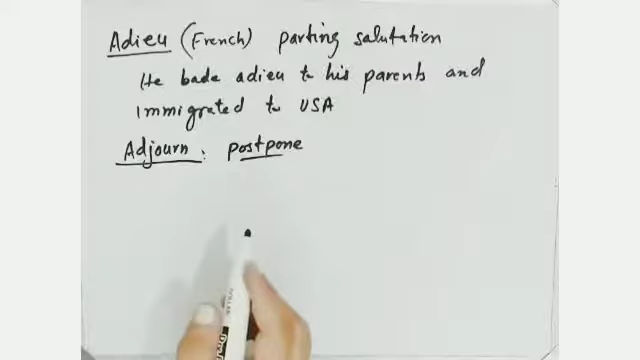 Adieu (French) parting salutation
He bade adieu to his parents and
immigrated to USA
Adjourn : postpone